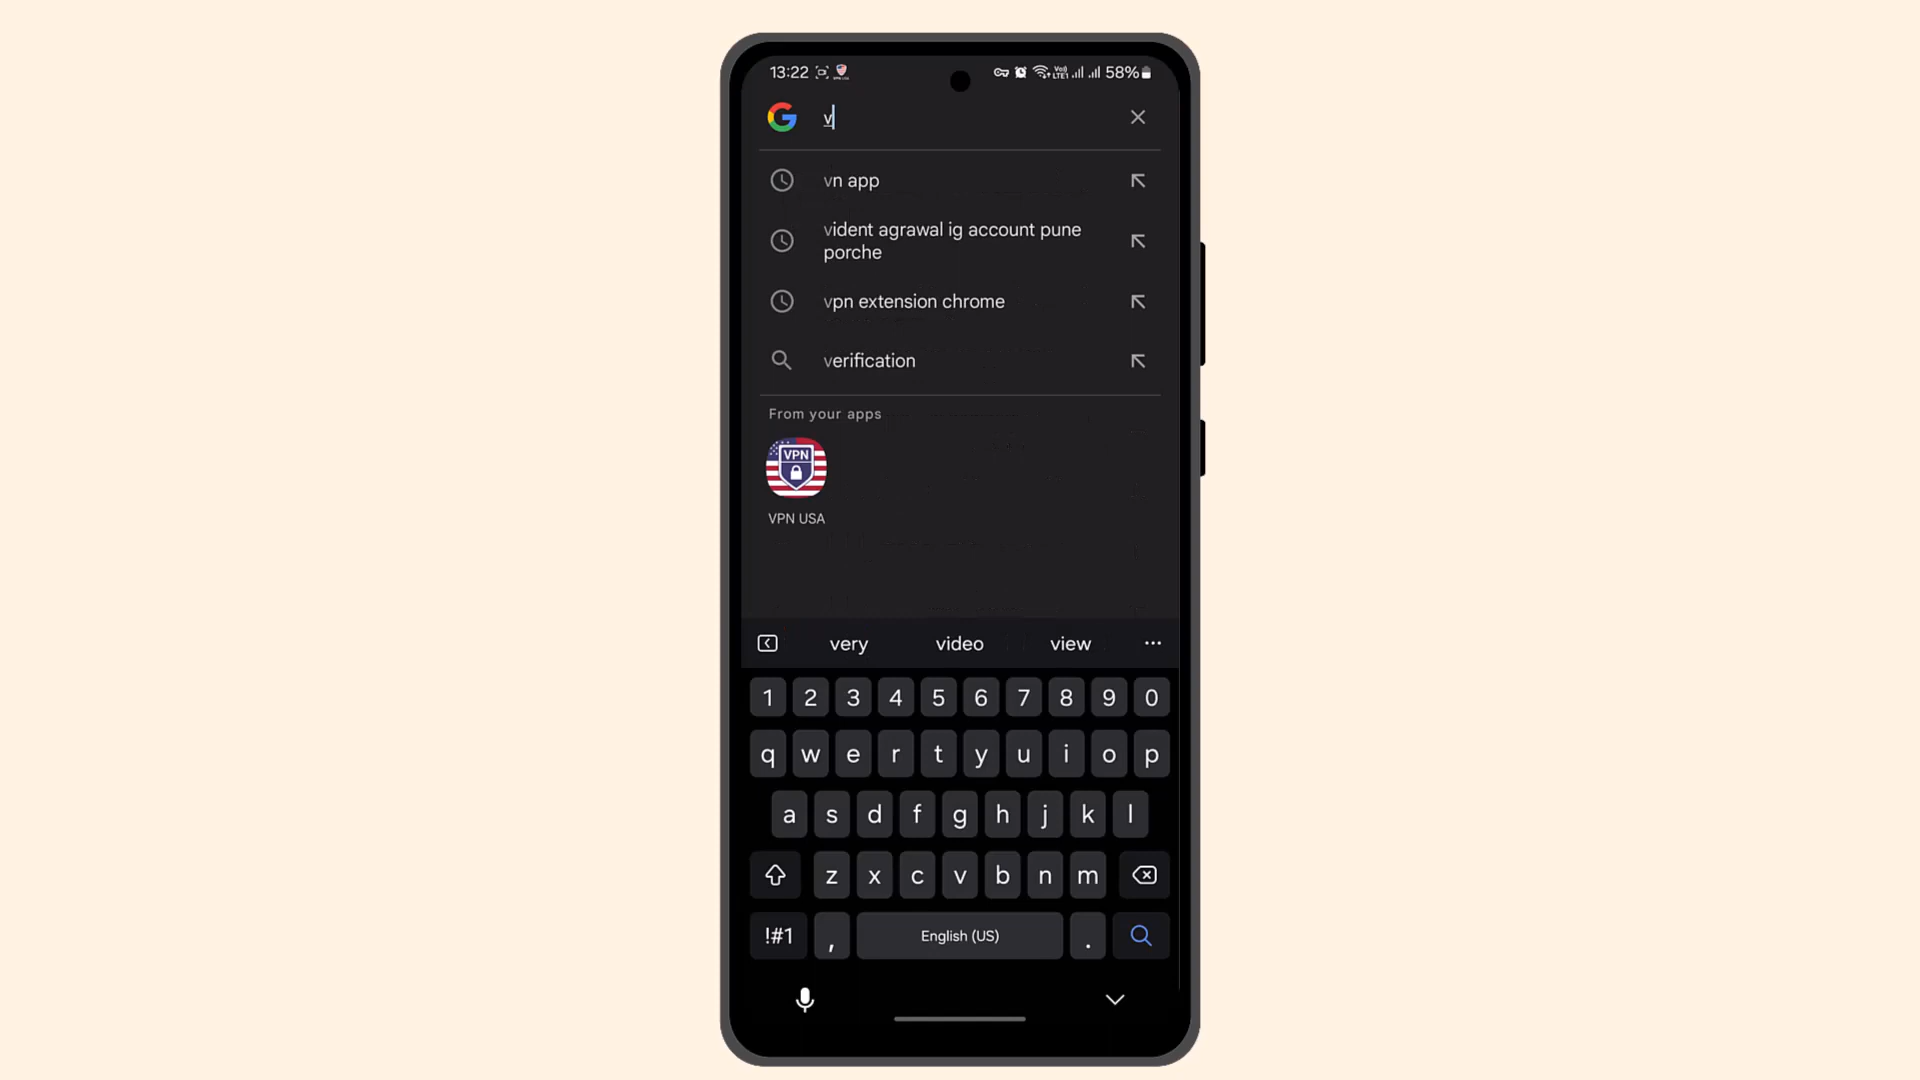 13:22 58%
v
vn app
vident agrawal ig account pune
porche
vpn extension chrome
verification
From your apps
VPN
VPN USA
very video view
1 2 3 4 5 6 7 8 9 0
q w e r t y u i o p
a s d f g h j k l
z x c v b n m
!#1 , English (US) .